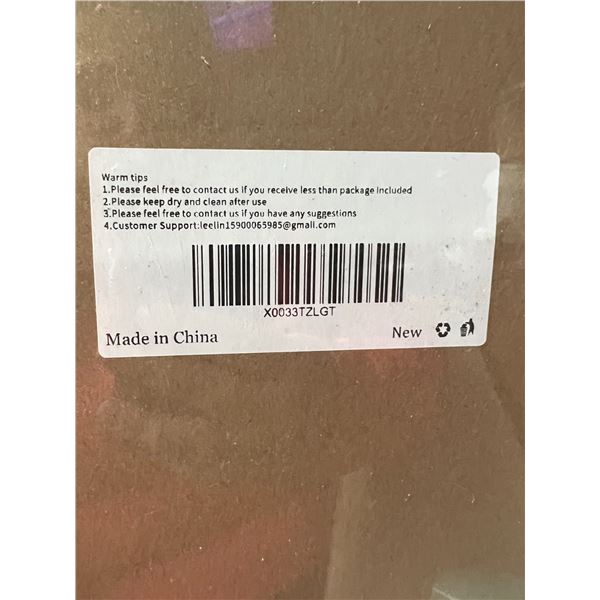 Warm tips
1.Please feel free to contact us if you receive less than package included
2.Please keep dry and clean after use
3.Please feel free to contact us if you have any suggestions
4.Customer Support:leelin15900065985@gmail.com
X0033TZLGT
Made in China
New